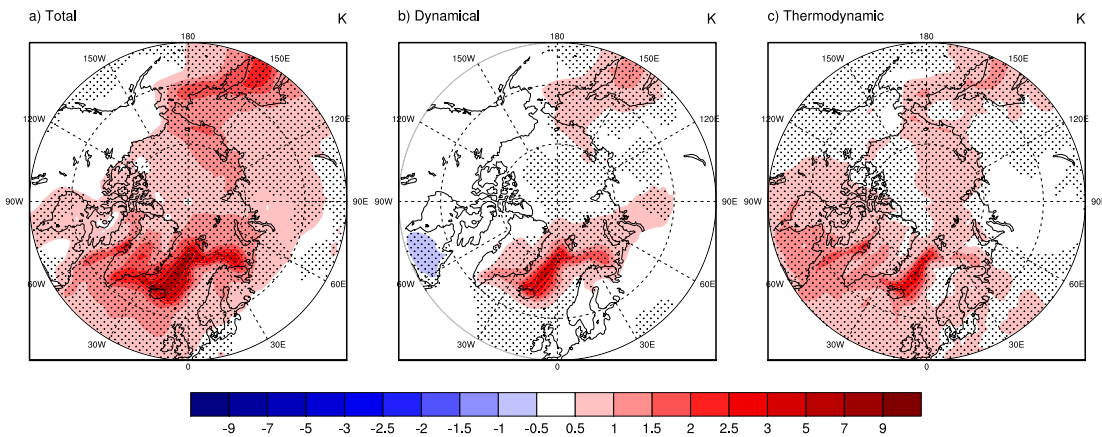 a) Total K
b) Dynamical K
c) Thermodynamic K
180
150W 150E
120W 120E
90W 90E
60W 60E
30W 30E
0
180
150W 150E
120W 120E
90W 90E
60W 60E
30W 30E
0
180
150W 150E
120W 120E
90W 90E
60W 60E
30W 30E
0
-9 -7 -5 -3 -2.5 -2 -1.5 -1 -0.5 0.5 1 1.5 2 2.5 3 5 7 9